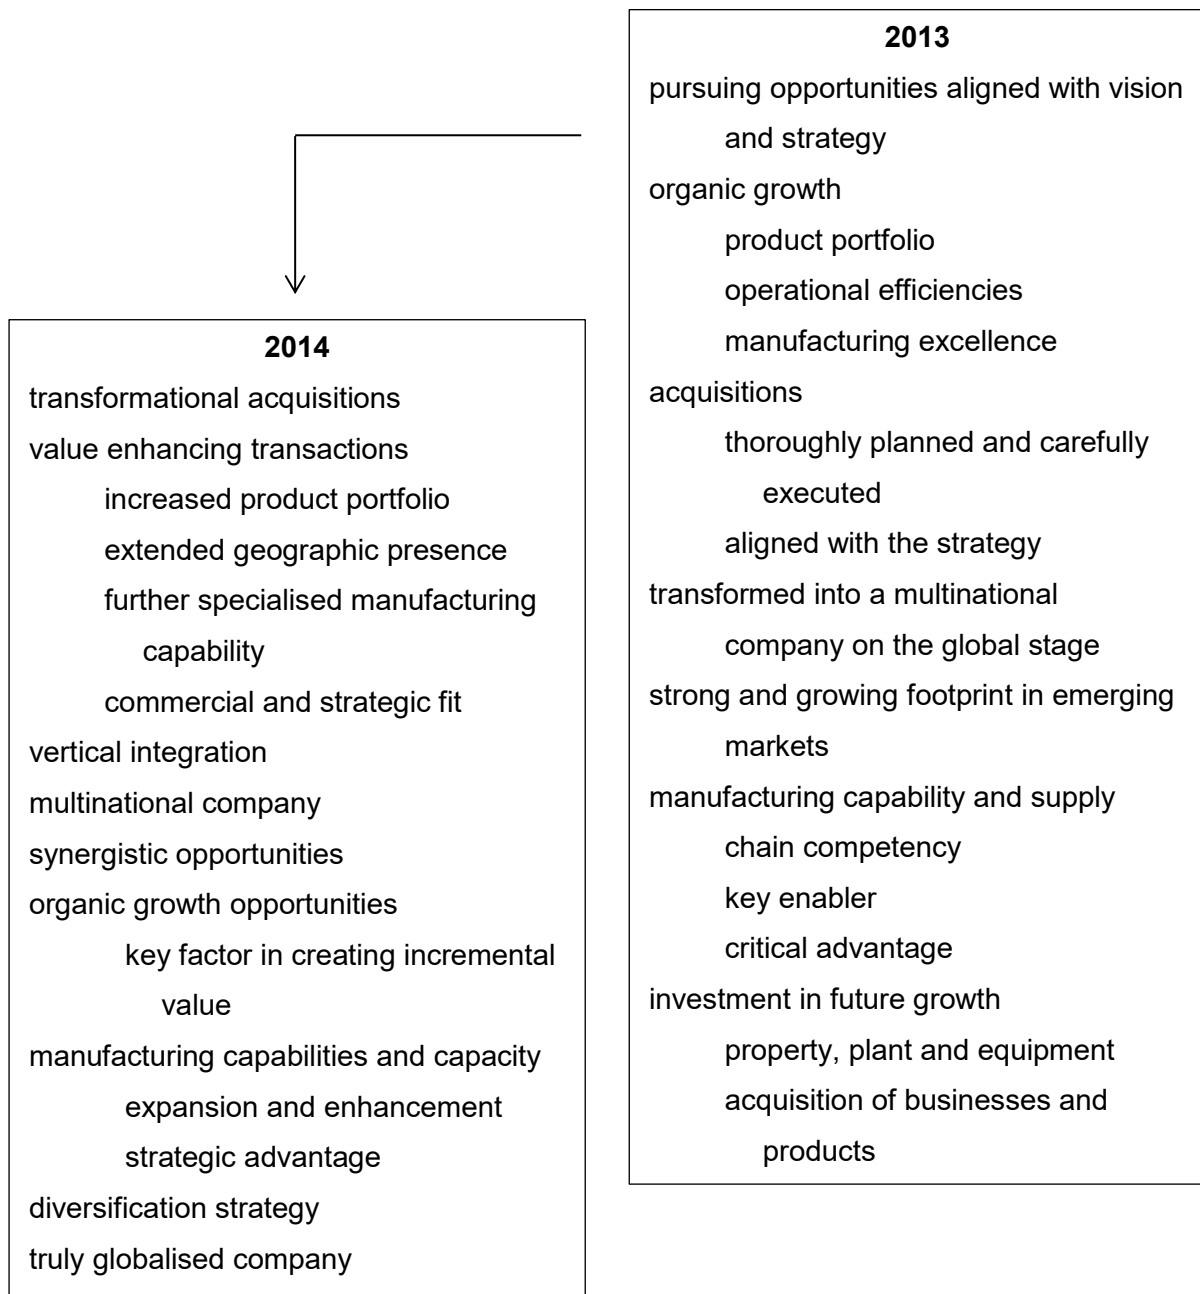 2013
pursuing opportunities aligned with vision
and strategy
organic growth
product portfolio
operational efficiencies
manufacturing excellence
acquisitions
thoroughly planned and carefully
executed
aligned with the strategy
transformed into a multinational
company on the global stage
strong and growing footprint in emerging
markets
manufacturing capability and supply
chain competency
key enabler
critical advantage
investment in future growth
property, plant and equipment
acquisition of businesses and
products
2014
transformational acquisitions
value enhancing transactions
increased product portfolio
extended geographic presence
further specialised manufacturing
capability
commercial and strategic fit
vertical integration
multinational company
synergistic opportunities
organic growth opportunities
key factor in creating incremental
value
manufacturing capabilities and capacity
expansion and enhancement
strategic advantage
diversification strategy
truly globalised company